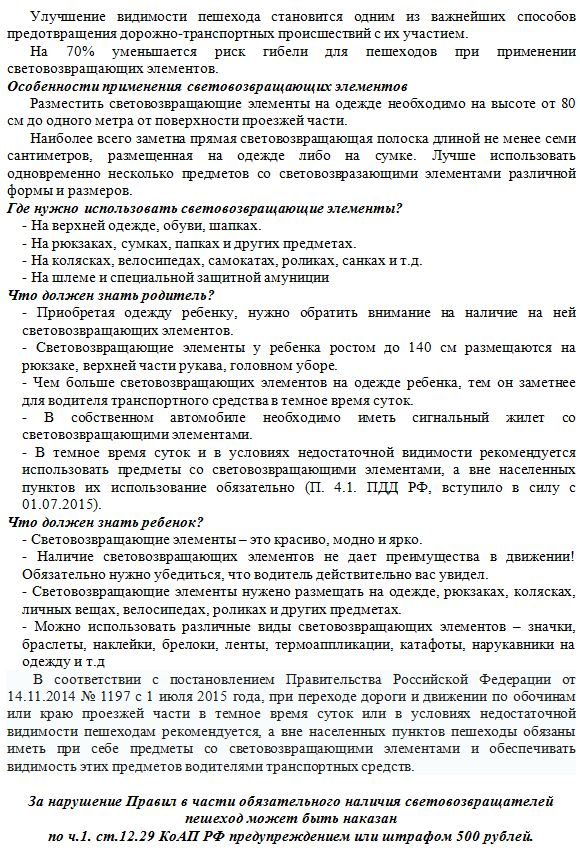 Улучшение видимости пешехода становится одним из важнейших способов
предотвращения дорожно-транспортных происшествий с их участием.
На 70% уменьшается риск гибели для пешеходов при применении
световозвращающих элементов.
Особенности применения световозвращающих элементов
Разместить световозвращающие элементы на одежде необходимо на высоте от 80
см до одного метра от поверхности проезжей части.
Наиболее всего заметна прямая световозвращающая полоска длиной не менее семи
сантиметров, размещенная на одежде либо на сумке. Лучше использовать
одновременно несколько предметов со световозвразающими элементами различной
формы и размеров.
Где нужно использовать световозвращающие элементы?
- На верхней одежде, обуви, шапках.
- На рюкзаках, сумках, папках и других предметах.
- На колясках, велосипедах, самокатах, роликах, санках и т.д.
- На шлеме и специальной защитной амуниции
Что должен знать родитель?
- Приобретая одежду ребенку, нужно обратить внимание на наличие на ней
световозвращающих элементов.
- Световозвращающие элементы у ребенка ростом до 140 см размещаются на
рюкзаке, верхней части рукава, головном уборе.
- Чем больше световозвращающих элементов на одежде ребенка, тем он заметнее
для водителя транспортного средства в темное время суток.
- В собственном автомобиле необходимо иметь сигнальный жилет со
световозвращающими элементами.
- В темное время суток и в условиях недостаточной видимости рекомендуется
использовать предметы со световозвращающими элементами, а вне населенных
пунктов их использование обязательно (П. 4.1. ПДД РФ, вступило в силу с
01.07.2015).
Что должен знать ребенок?
- Световозвращающие элементы – это красиво, модно и ярко.
- Наличие световозвращающих элементов не дает преимущества в движении!
Обязательно нужно убедиться, что водитель действительно вас увидел.
- Световозвращающие элементы нужено размещать на одежде, рюкзаках, колясках,
личных вещах, велосипедах, роликах и других предметах.
- Можно использовать различные виды световозвращающих элементов – значки,
браслеты, наклейки, брелоки, ленты, термоаппликации, катафоты, нарукавники на
одежду и т.д
В соответствии с постановлением Правительства Российской Федерации от
14.11.2014 № 1197 с 1 июля 2015 года, при переходе дороги и движении по обочинам
или краю проезжей части в темное время суток или в условиях недостаточной
видимости пешеходам рекомендуется, а вне населенных пунктов пешеходы обязаны
иметь при себе предметы со световозвращающими элементами и обеспечивать
видимость этих предметов водителями транспортных средств.
За нарушение Правил в части обязательного наличия световозвращателей
пешеход может быть наказан
по ч.1. ст.12.29 КоАП РФ предупреждением или штрафом 500 рублей.